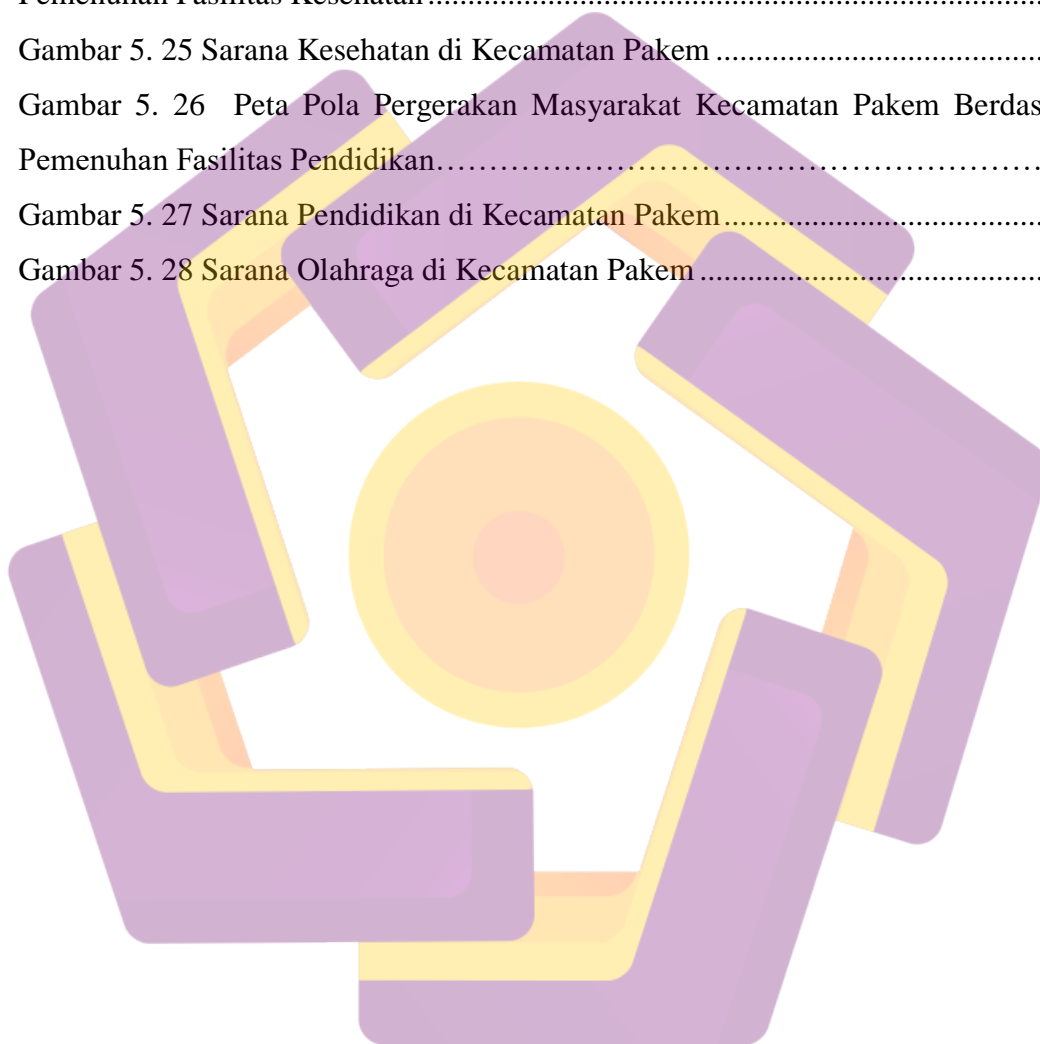 Pemenuhan Fasilitas Kesehatan....................................................................................
Gambar 5. 25 Sarana Kesehatan di Kecamatan Pakem..........................................
Gambar 5. 26 Peta Pola Pergerakan Masyarakat Kecamatan Pakem Berdas
Pemenuhan Fasilitas Pendidikan……………………………………………………
Gambar 5. 27 Sarana Pendidikan di Kecamatan Pakem.........................................
Gambar 5. 28 Sarana Olahraga di Kecamatan Pakem............................................